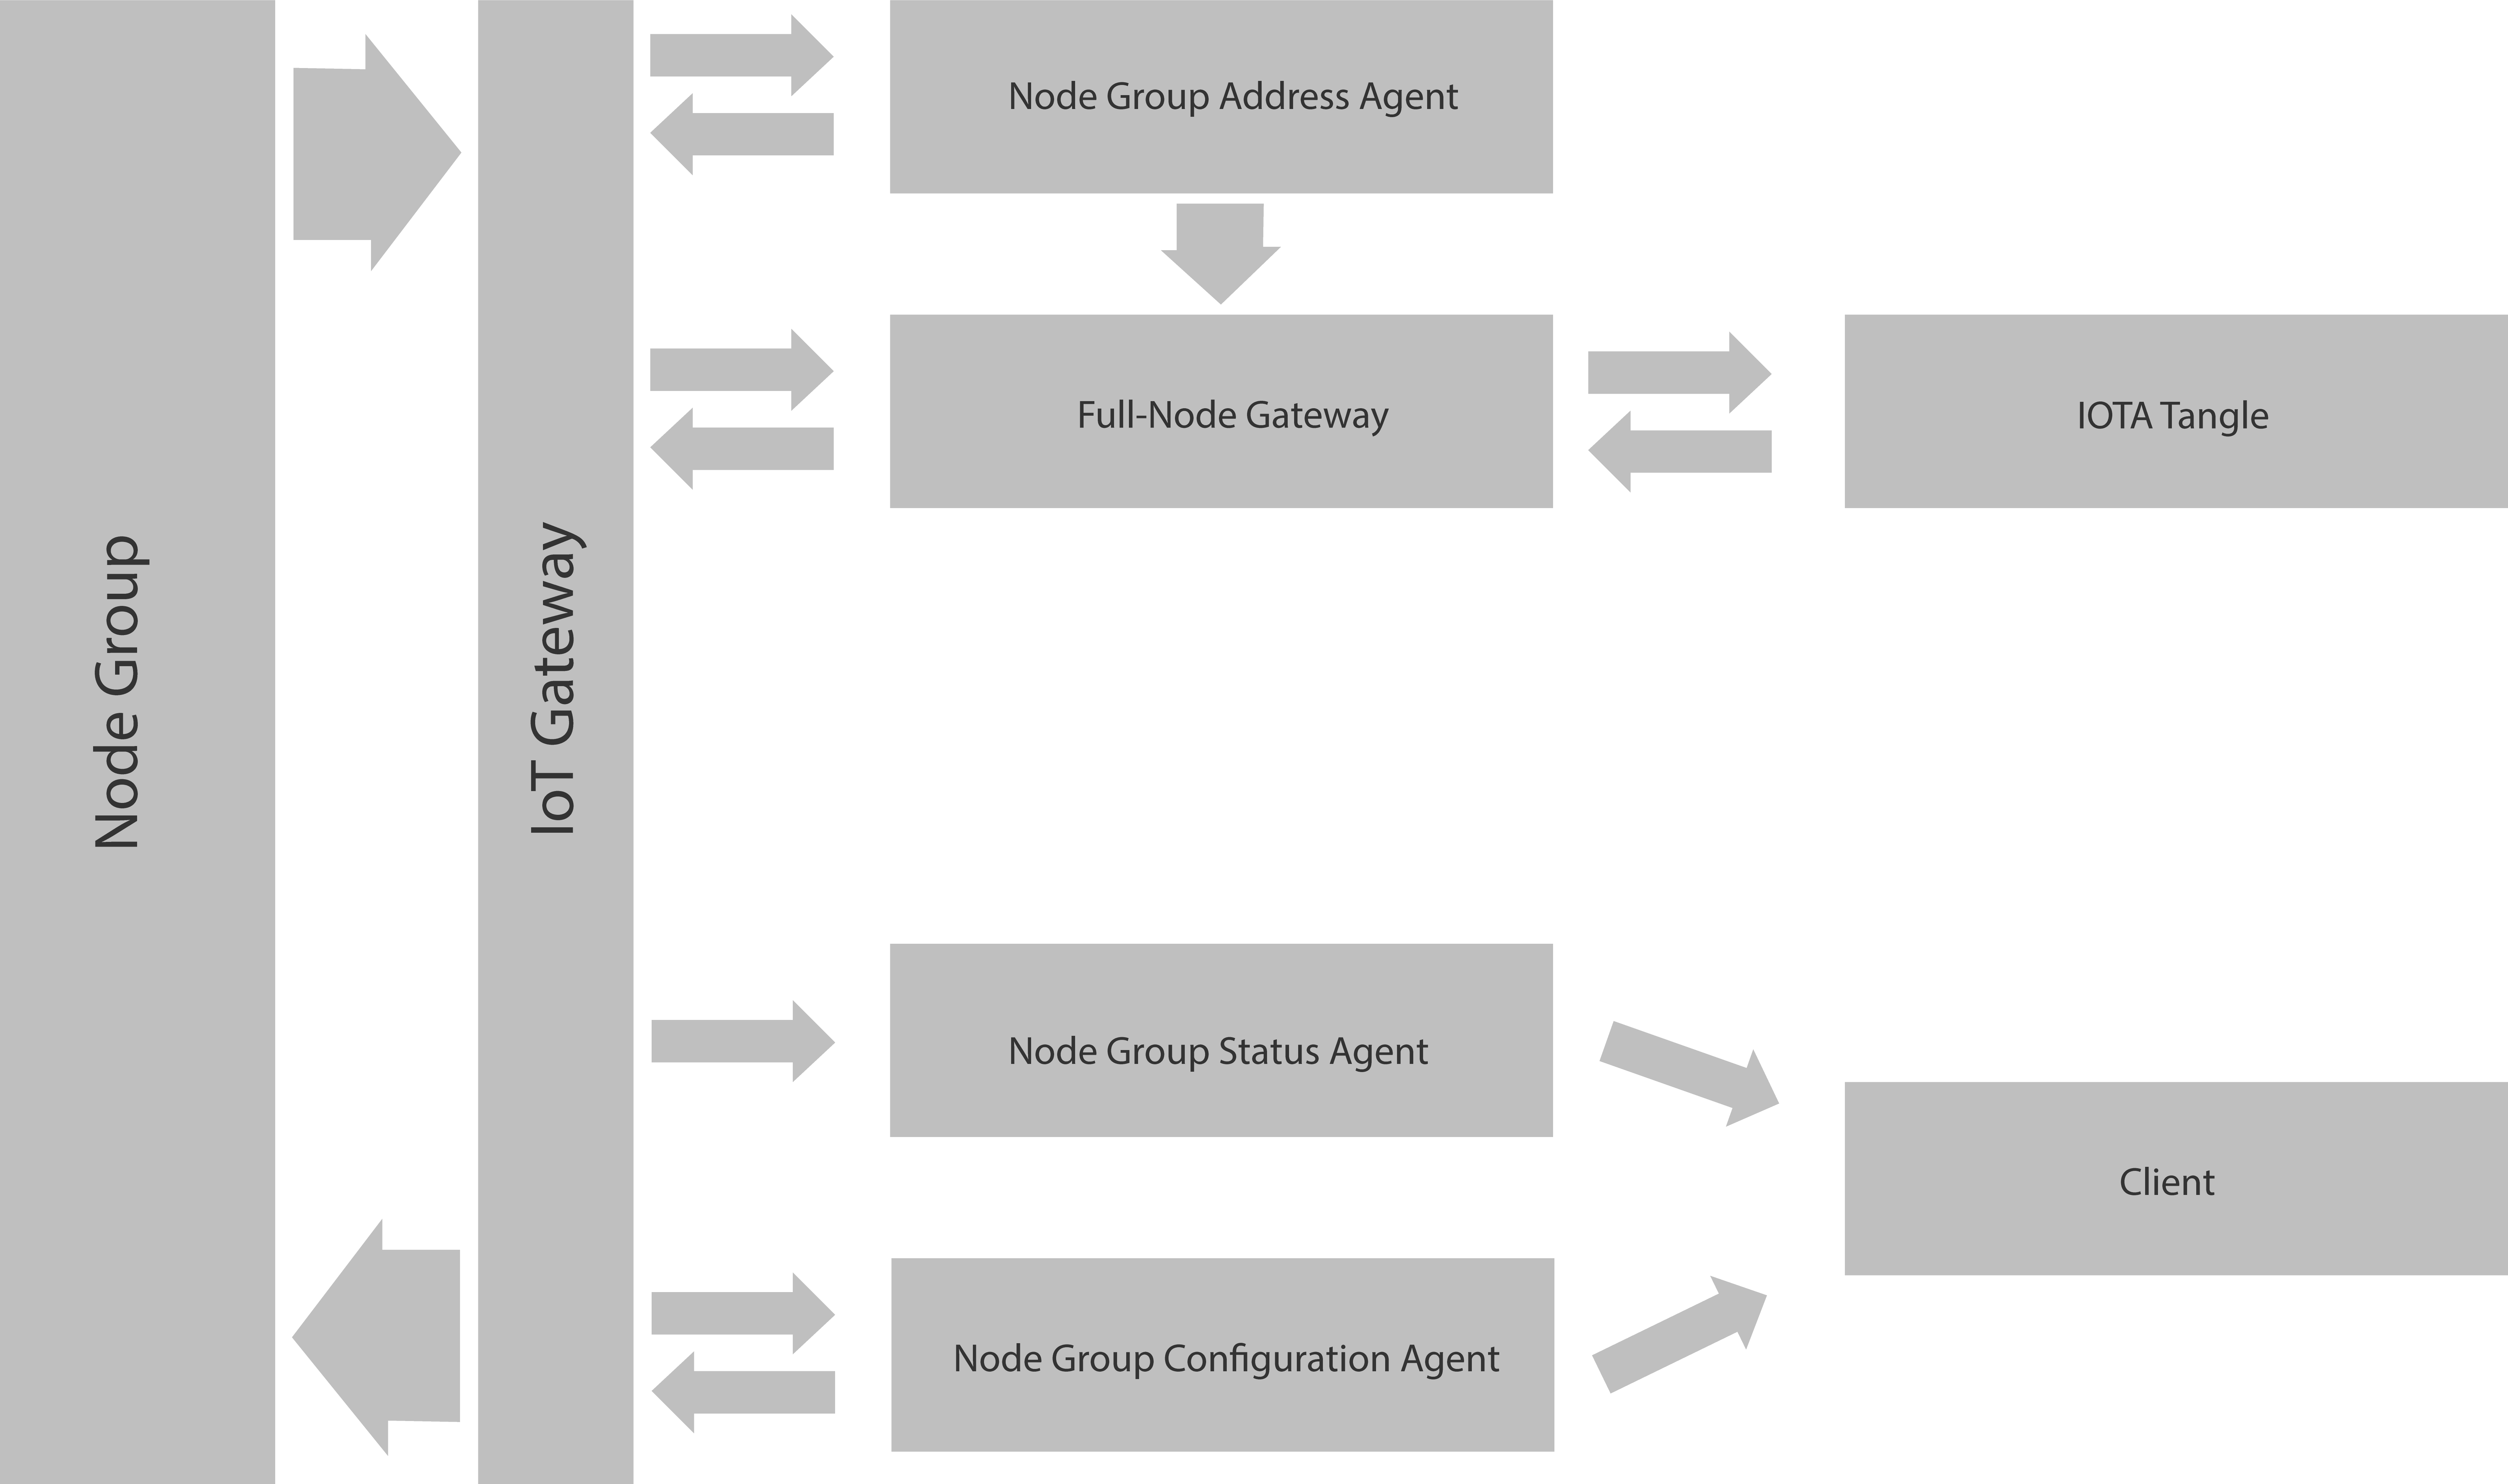 Node Group
IoT Gateway
Node Group Address Agent
Full-Node Gateway
IOTA Tangle
Node Group Status Agent
Client
Node Group Configuration Agent